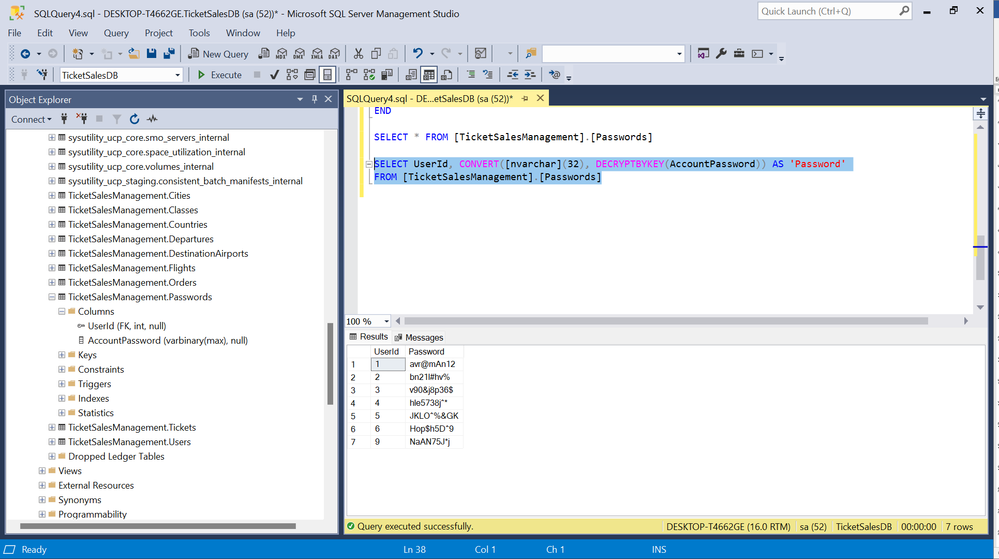 SQLQuery4.sql - DESKTOP-T4662GE.TicketSalesDB (sa (52))* - Microsoft SQL Server Management Studio
Quick Launch (Ctrl+Q)
File Edit View Query Project Tools Window Help
New Query MDX DMX XMLA DAX
TicketSalesDB Execute
Object Explorer
Connect
sysutility_ucp_core.smo_servers_internal
sysutility_ucp_core.space_utilization_internal
sysutility_ucp_core.volumes_internal
sysutility_ucp_staging.consistent_batch_manifests_internal
TicketSalesManagement.Cities
TicketSalesManagement.Classes
TicketSalesManagement.Countries
TicketSalesManagement.Departures
TicketSalesManagement.DestinationAirports
TicketSalesManagement.Flights
TicketSalesManagement.Orders
TicketSalesManagement.Passwords
Columns
UserId (FK, int, null)
AccountPassword (varbinary(max), null)
Keys
Constraints
Triggers
Indexes
Statistics
TicketSalesManagement.Tickets
TicketSalesManagement.Users
Dropped Ledger Tables
Views
External Resources
Synonyms
Programmability
SQLQuery4.sql - DE...etSalesDB (sa (52))*
END
SELECT * FROM [TicketSalesManagement].[Passwords]
SELECT UserId, CONVERT([nvarchar](32), DECRYPTBYKEY(AccountPassword)) AS 'Password'
FROM [TicketSalesManagement].[Passwords]
100 %
Results Messages
UserId Password
1 1 avr@mAn12
2 2 bn21l#hv%
3 3 v90&j8p36$
4 4 hle5738j^*
5 5 JKLO^%&GK
6 6 Hop$h5D^9
7 9 NaAN75J*j
Query executed successfully. DESKTOP-T4662GE (16.0 RTM) sa (52) TicketSalesDB 00:00:00 7 rows
Ready Ln 38 Col 1 Ch 1 INS